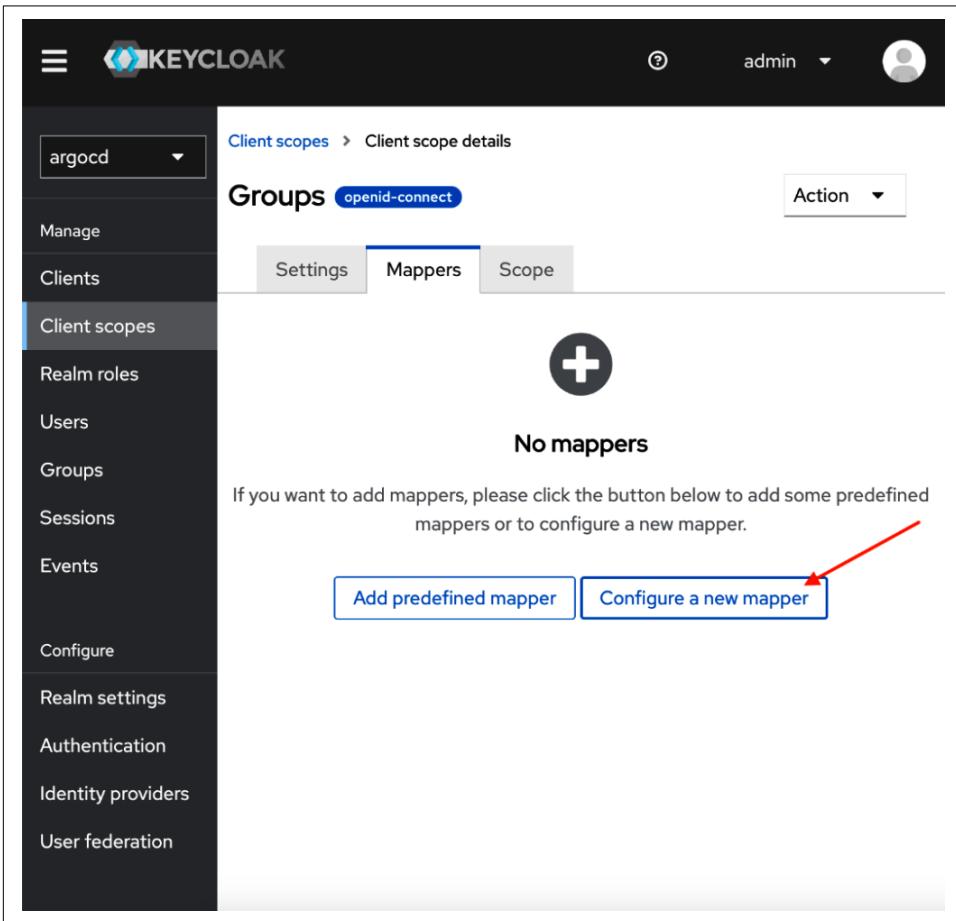 KEYCLOAK
admin
argocd
Manage
Clients
Client scopes
Realm roles
Users
Groups
Sessions
Events
Configure
Realm settings
Authentication
Identity providers
User federation
Client scopes > Client scope details
Groups openid-connect
Action
Settings Mappers Scope
No mappers
If you want to add mappers, please click the button below to add some predefined
mappers or to configure a new mapper.
Add predefined mapper Configure a new mapper